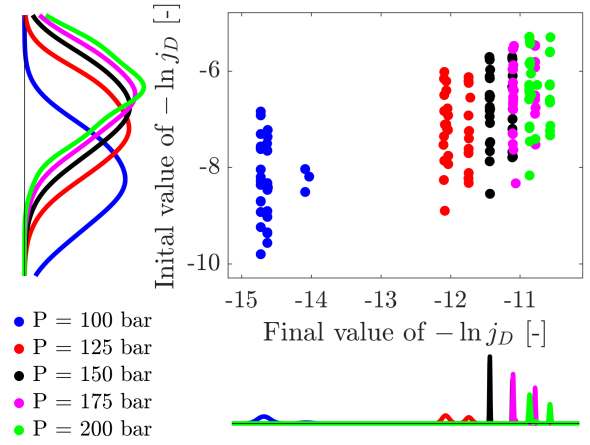 Inital value of − ln j_D [-]
-6
-8
-10
-15 -14 -13 -12 -11
Final value of − ln j_D [-]
P = 100 bar
P = 125 bar
P = 150 bar
P = 175 bar
P = 200 bar